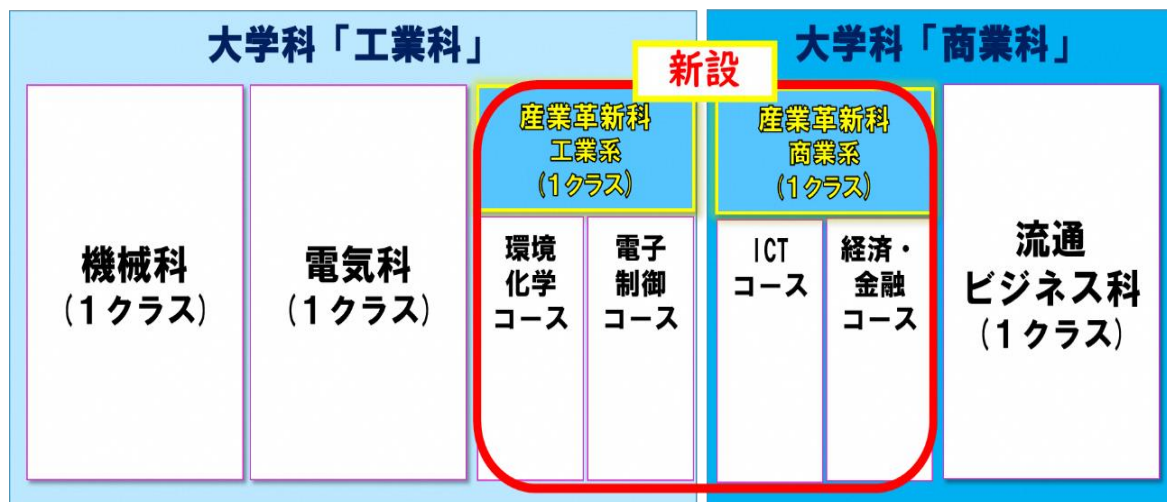 大学科「工業科」
大学科「商業科」
新設
機械科
(1クラス)
電気科
(1クラス)
産業革新科
工業系
(1クラス)
環境
化学
コース
電子
制御
コース
産業革新科
商業系
(1クラス)
ICT
コース
経済・
金融
コース
流通
ビジネス科
(1クラス)